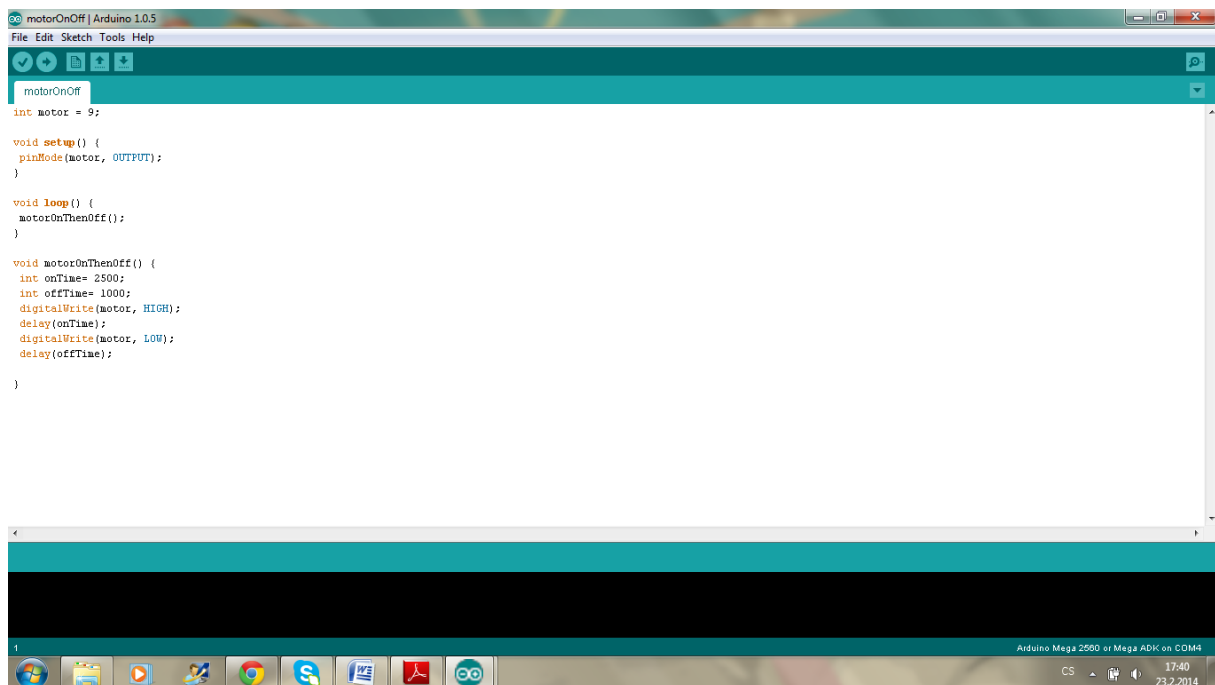 motorOnOff | Arduino 1.0.5
File Edit Sketch Tools Help
motorOnOff
int motor = 9;
void setup() {
pinMode(motor, OUTPUT);
}
void loop() {
motorOnThenOff();
}
void motorOnThenOff() {
int onTime= 2500;
int offTime= 1000;
digitalWrite(motor, HIGH);
delay(onTime);
digitalWrite(motor, LOW);
delay(offTime);
}
1
Arduino Mega 2560 or Mega ADK on COM4
CS
17:40
23.2.2014